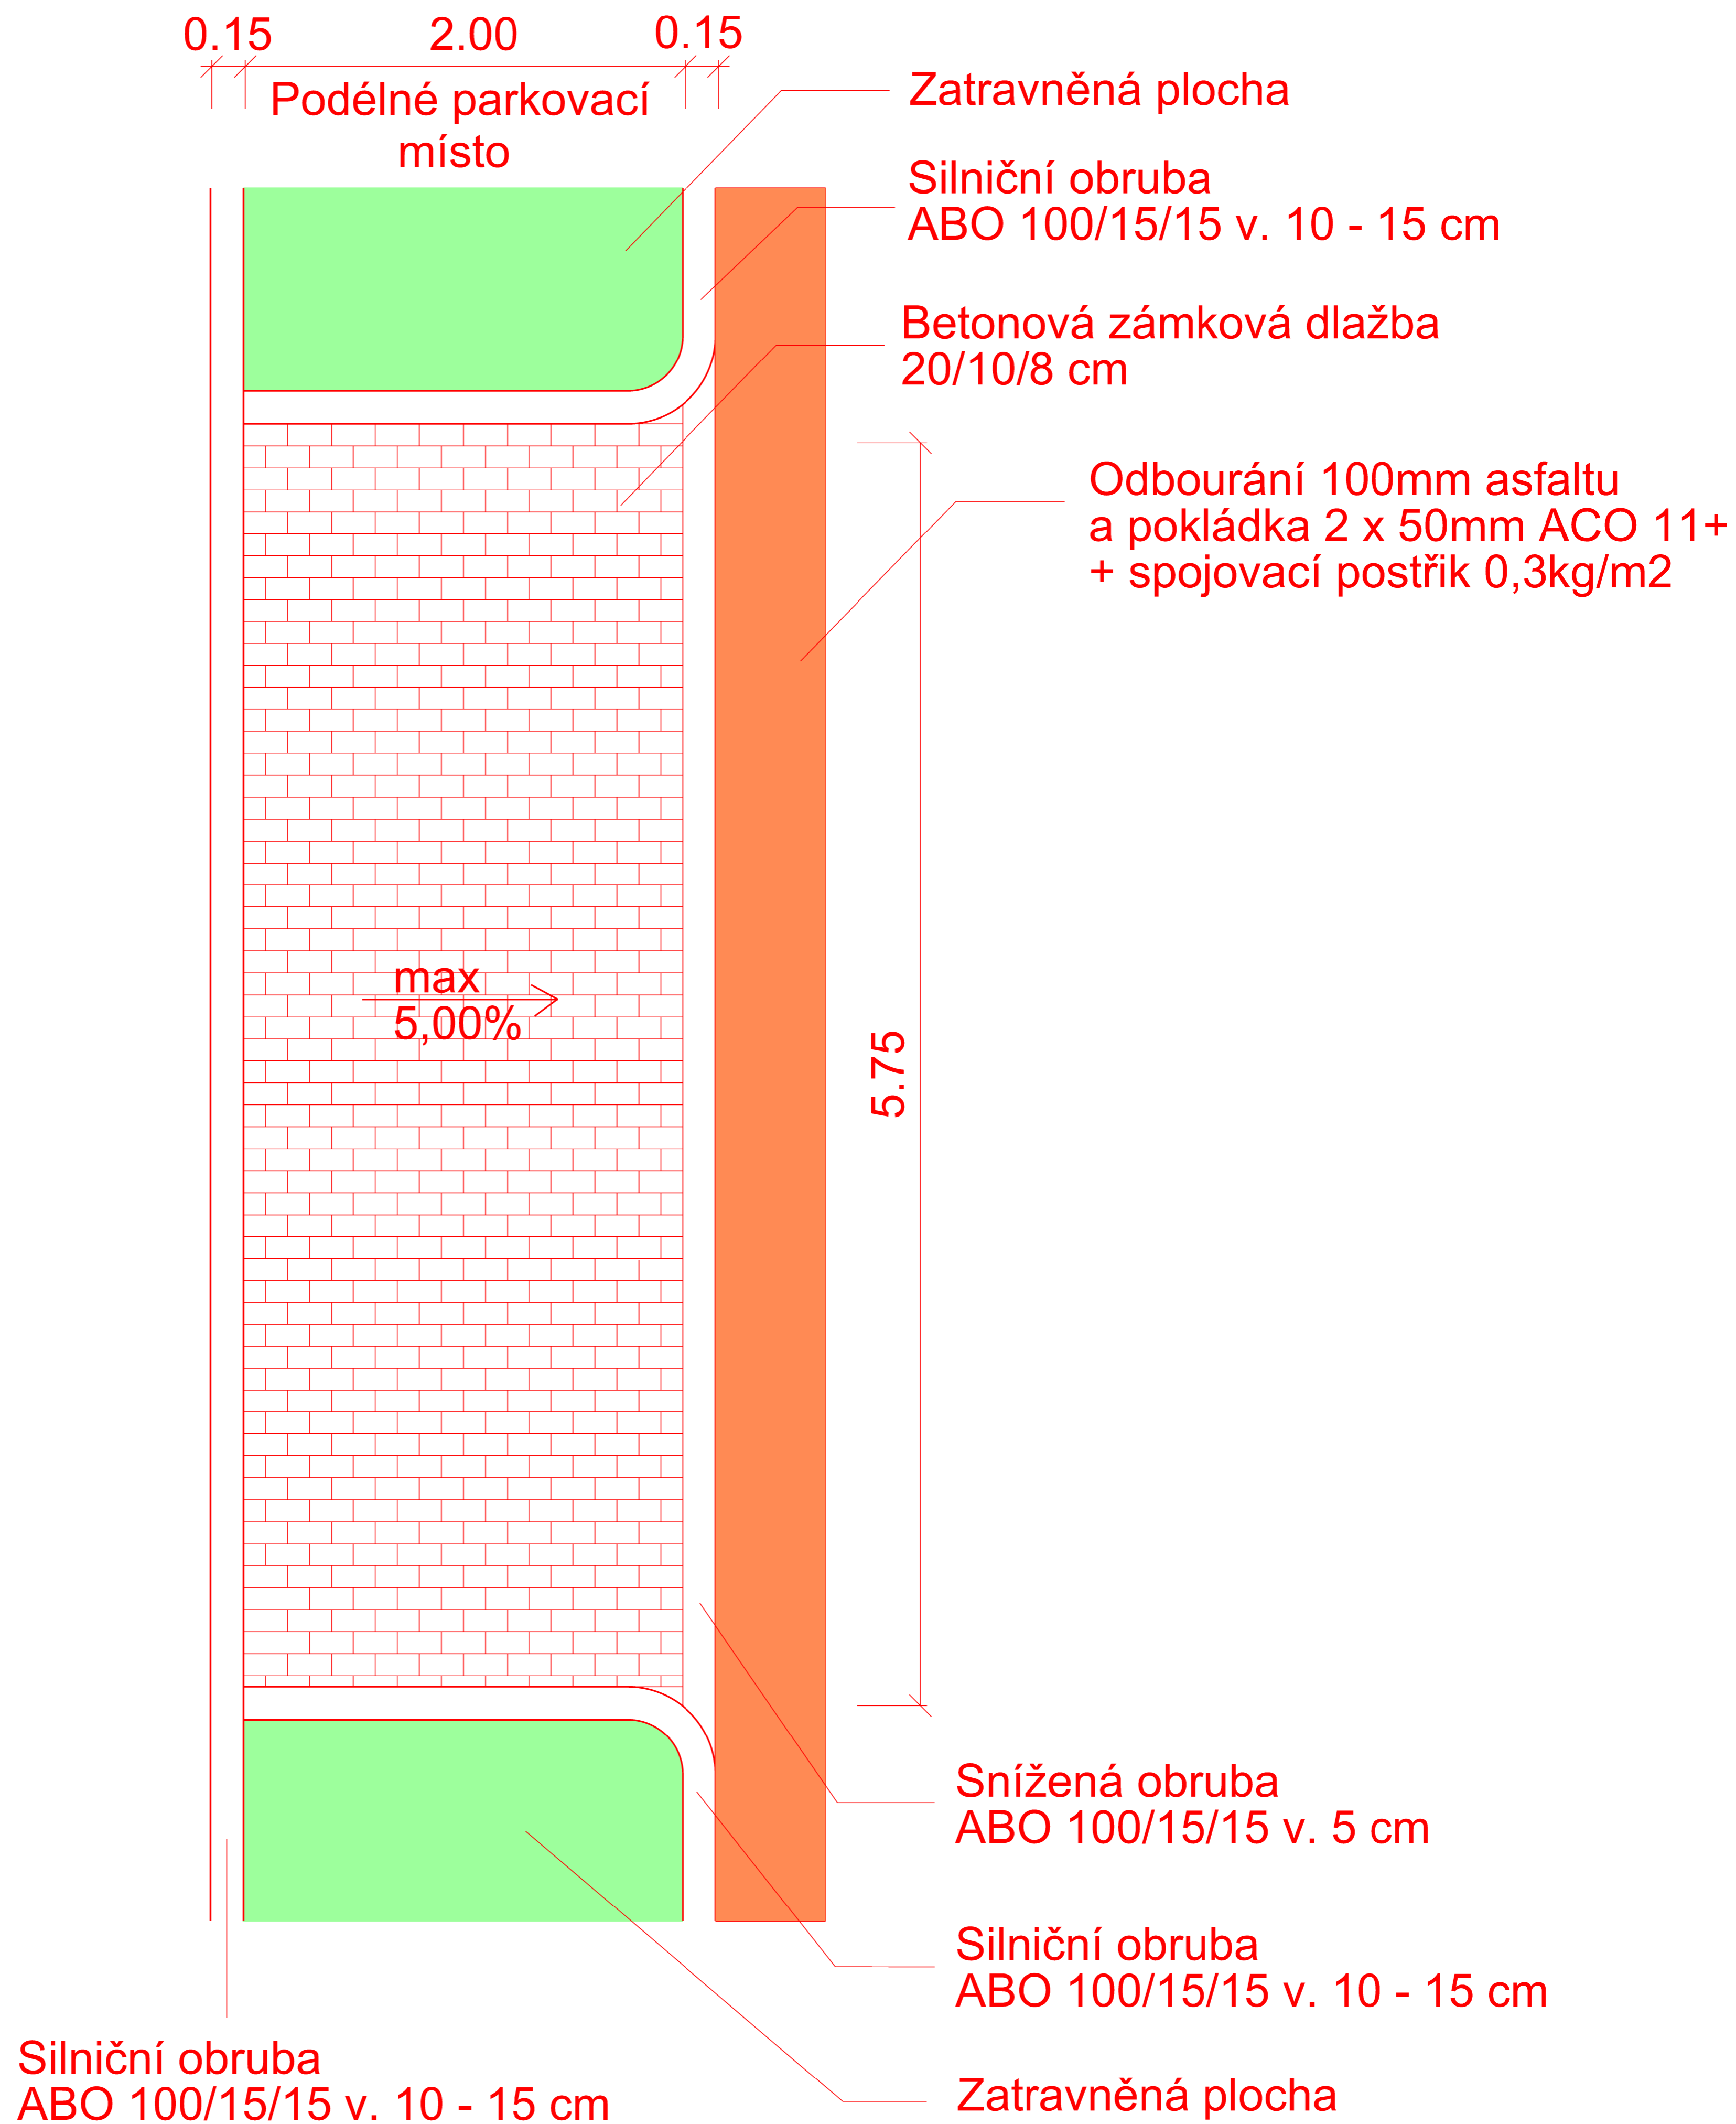 0.15 2.00 0.15
Podélné parkovací
místo
Zatravněná plocha
Silniční obruba
ABO 100/15/15 v. 10 - 15 cm
Betonová zámková dlažba
20/10/8 cm
Odbourání 100mm asfaltu
a pokládka 2 x 50mm ACO 11+
+ spojovací postřik 0,3kg/m2
max
5,00%
5.75
Snížená obruba
ABO 100/15/15 v. 5 cm
Silniční obruba
ABO 100/15/15 v. 10 - 15 cm
Silniční obruba
ABO 100/15/15 v. 10 - 15 cm
Zatravněná plocha